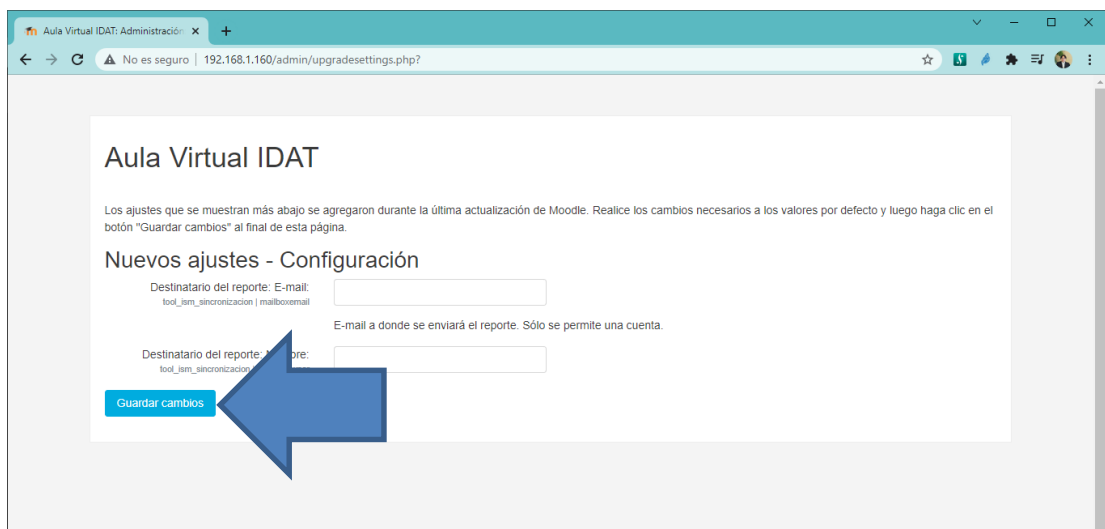 Aula Virtual IDAT: Administración
No es seguro | 192.168.1.160/admin/upgradesettings.php?
Aula Virtual IDAT
Los ajustes que se muestran más abajo se agregaron durante la última actualización de Moodle. Realice los cambios necesarios a los valores por defecto y luego haga clic en el
botón "Guardar cambios" al final de esta página.
Nuevos ajustes - Configuración
Destinatario del reporte: E-mail:
tool_ism_sincronizacion | mailboxemail
E-mail a donde se enviará el reporte. Sólo se permite una cuenta.
Destinatario del reporte:
tool_ism_sincronizacion
Guardar cambios